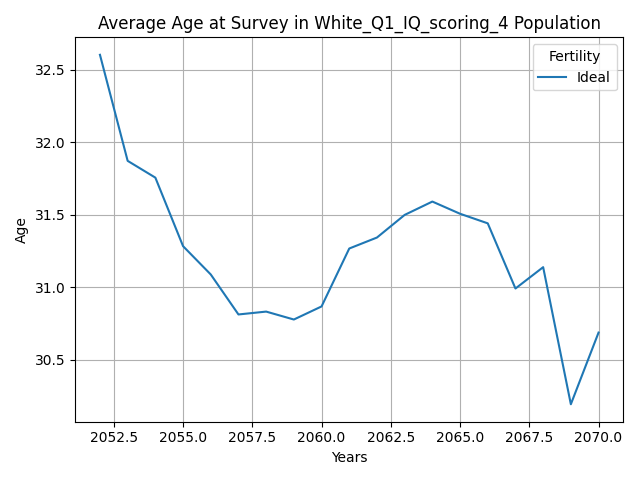 Average Age at Survey in White_Q1_IQ_scoring_4 Population
Fertility
Ideal
32.5
32.0
31.5
31.0
30.5
Age
2052.5 2055.0 2057.5 2060.0 2062.5 2065.0 2067.5 2070.0
Years